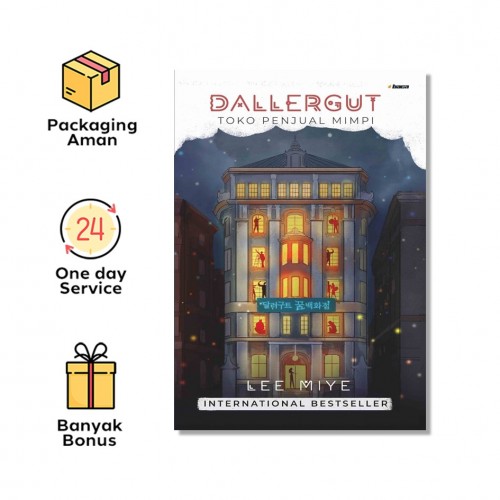 Packaging
Aman
24
One day
Service
Banyak
Bonus
baca
DALLERGUT
TOKO PENJUAL MIMPI
달러구트 꿈 백화점
LEE MIYE
INTERNATIONAL BESTSELLER